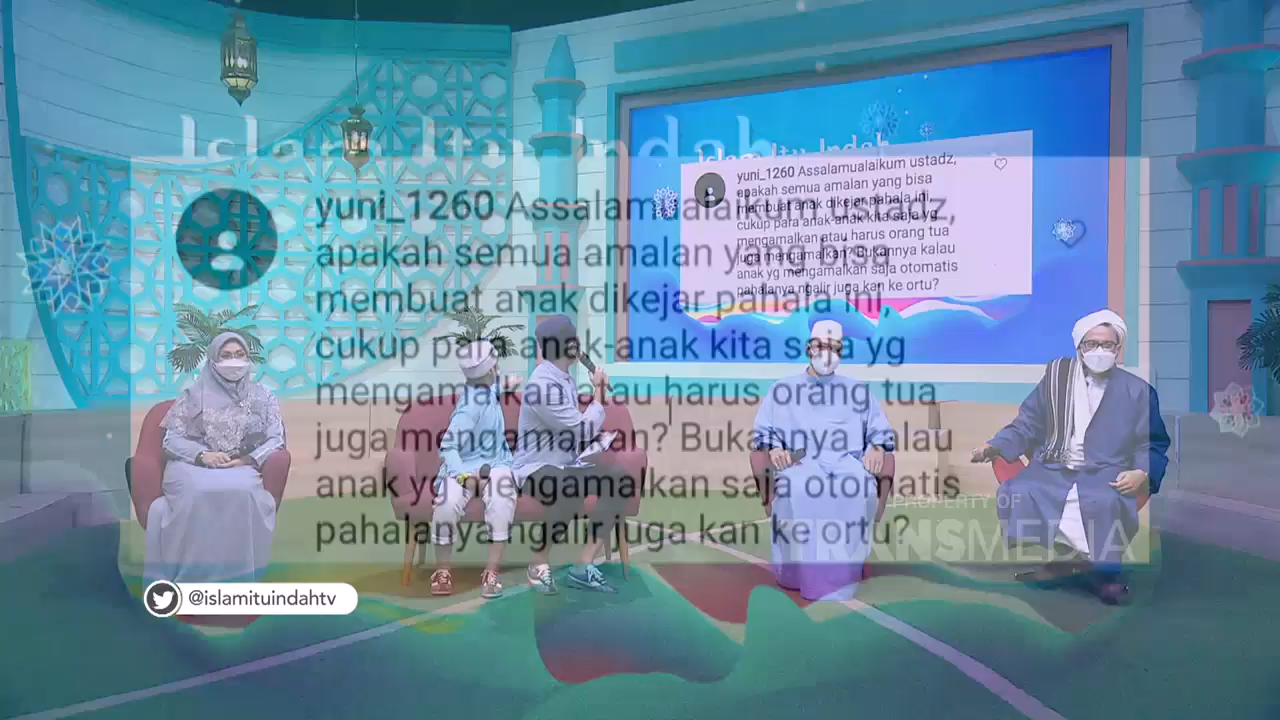 Islam Itu Indah
Islam Itu Indah
yuni_1260 Assalamualaikum ustadz,
apakah semua amalan yang bisa
membuat anak dikejar pahala ini,
cukup para anak-anak kita saja yg
mengamalkan atau harus orang tua
juga mengamalkan? Bukannya kalau
anak yg mengamalkan saja otomatis
pahalanya ngalir juga kan ke ortu?
yuni_1260 Assalamualaikum ustadz,
apakah semua amalan yang bisa
membuat anak dikejar pahala ini,
cukup para anak-anak kita saja yg
mengamalkan atau harus orang tua
juga mengamalkan? Bukannya kalau
anak yg mengamalkan saja otomatis
pahalanya ngalir juga kan ke ortu?
PROPERTY OF
TRANSMEDIA
@islamituindahtv